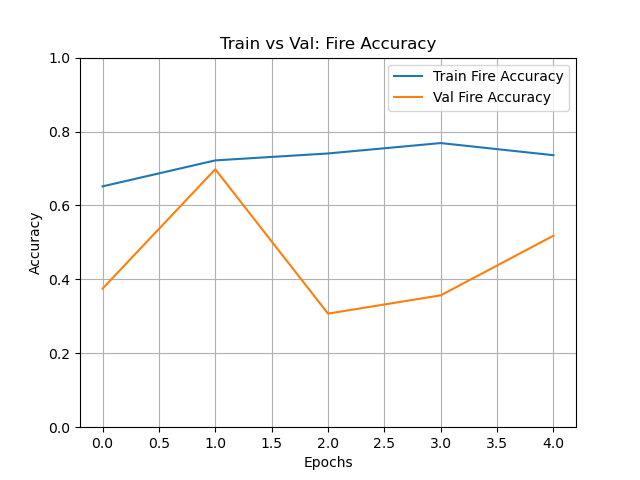 Train vs Val: Fire Accuracy
1.0
0.8
0.6
0.4
0.2
0.0
Accuracy
Train Fire Accuracy
Val Fire Accuracy
0.0 0.5 1.0 1.5 2.0 2.5 3.0 3.5 4.0
Epochs